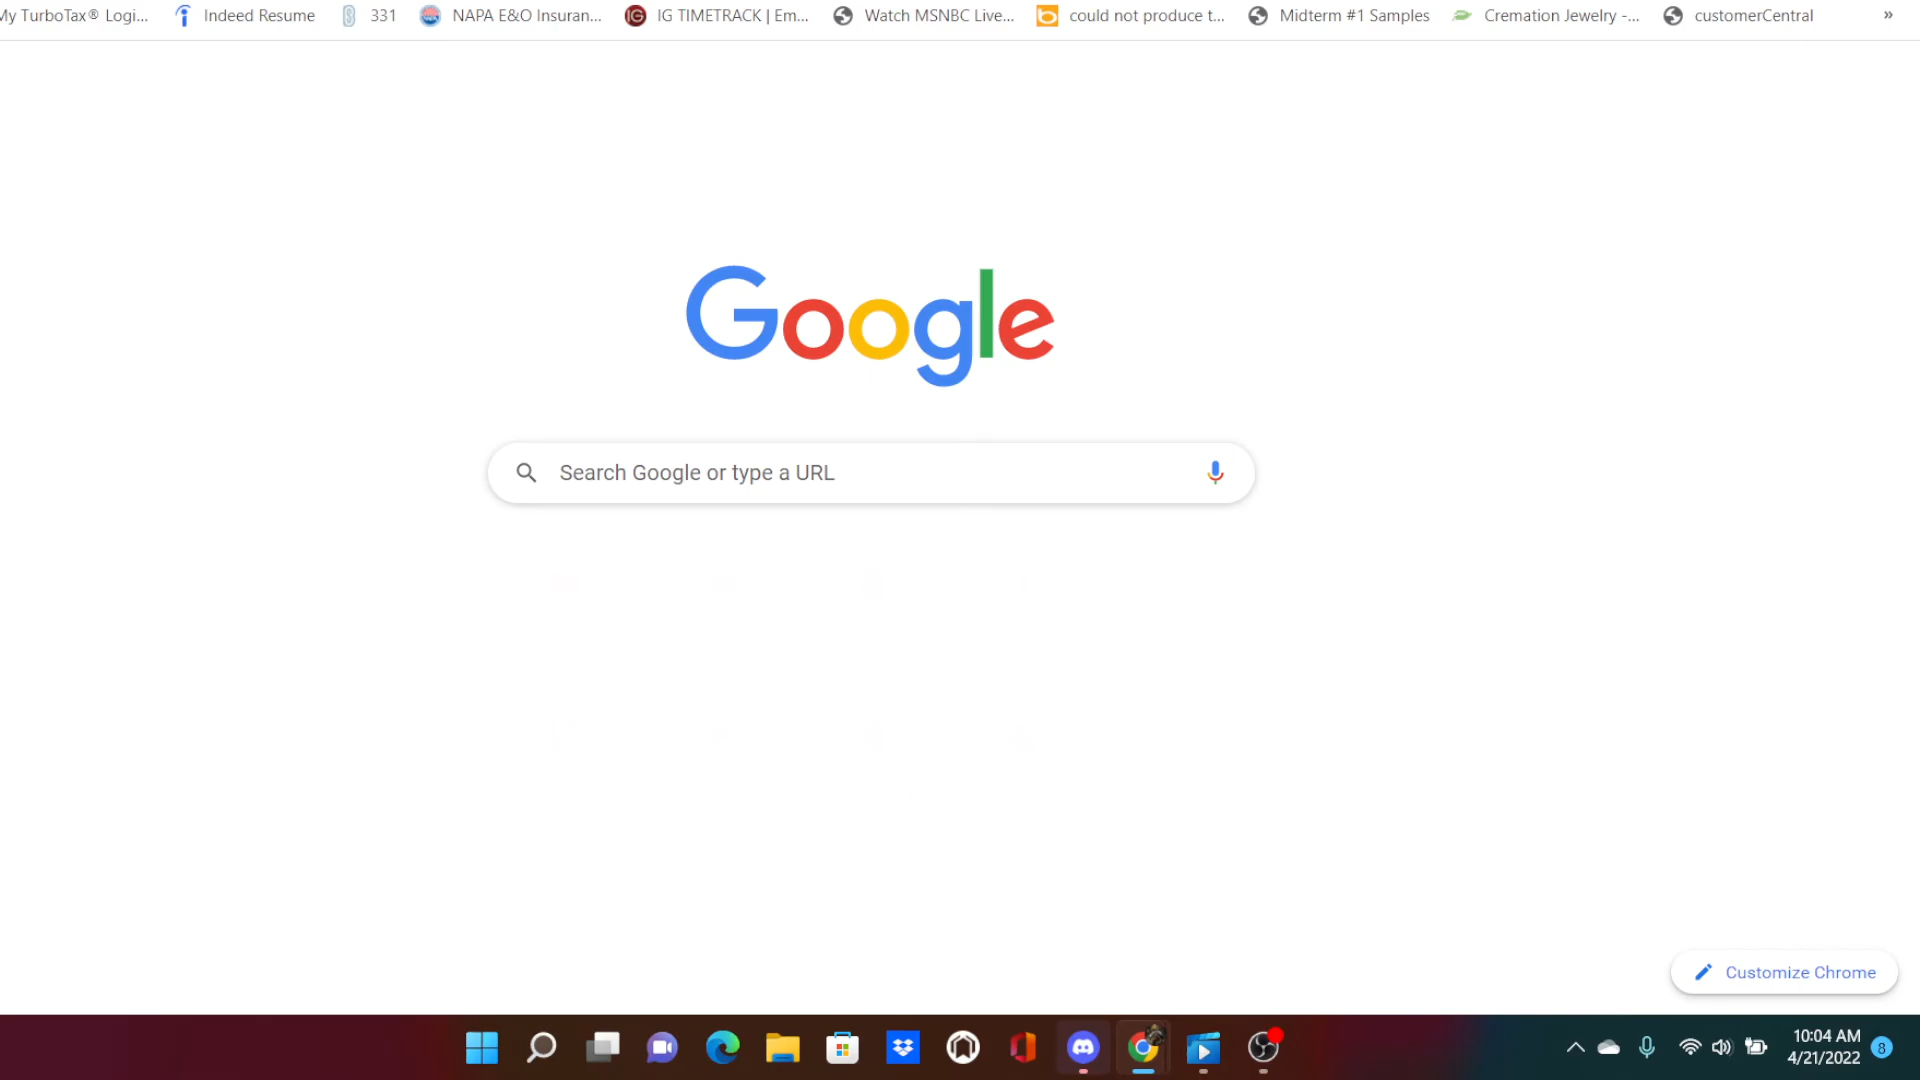 My TurboTax® Logi... Indeed Resume 331 NAPA E&O Insuran... IG IG TIMETRACK | Em... Watch MSNBC Live... could not produce t... Midterm #1 Samples Cremation Jewelry -... customerCentral »
Google
Search Google or type a URL
Customize Chrome
10:04 AM
4/21/2022 8